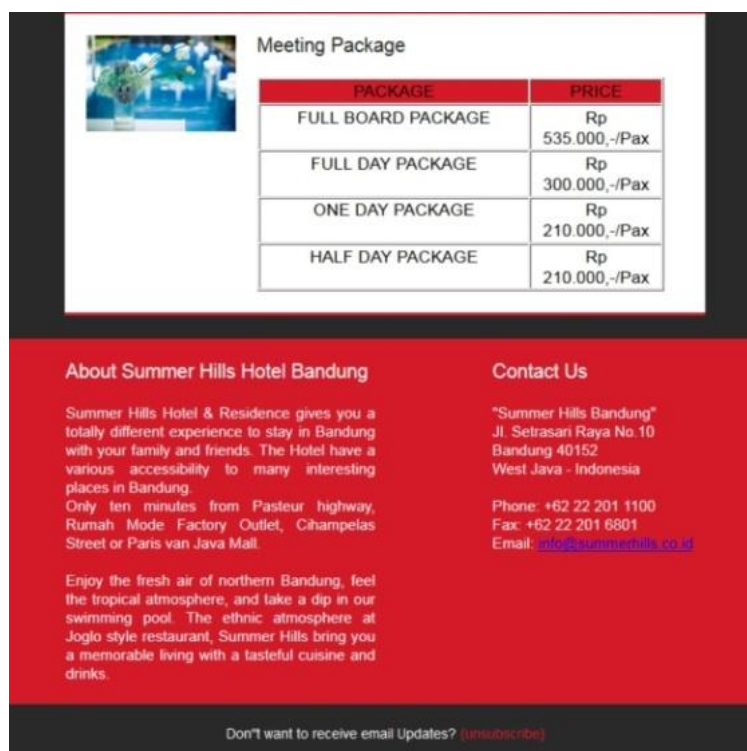 Meeting Package
PACKAGE PRICE
FULL BOARD PACKAGE Rp
535.000,-/Pax
FULL DAY PACKAGE Rp
300.000,-/Pax
ONE DAY PACKAGE Rp
210.000,-/Pax
HALF DAY PACKAGE Rp
210.000,-/Pax
About Summer Hills Hotel Bandung
Summer Hills Hotel & Residence gives you a
totally different experience to stay in Bandung
with your family and friends. The Hotel have a
various accessibility to many interesting
places in Bandung.
Only ten minutes from Pasteur highway,
Rumah Mode Factory Outlet, Cihampelas
Street or Paris van Java Mall.
Enjoy the fresh air of northern Bandung, feel
the tropical atmosphere, and take a dip in our
swimming pool. The ethnic atmosphere at
Joglo style restaurant, Summer Hills bring you
a memorable living with a tasteful cuisine and
drinks.
Contact Us
"Summer Hills Bandung"
Jl. Setrasari Raya No.10
Bandung 40152
West Java - Indonesia
Phone: +62 22 201 1100
Fax: +62 22 201 6801
Email: info@summerhills.co.id
Don"t want to receive email Updates? {unsubscribe}